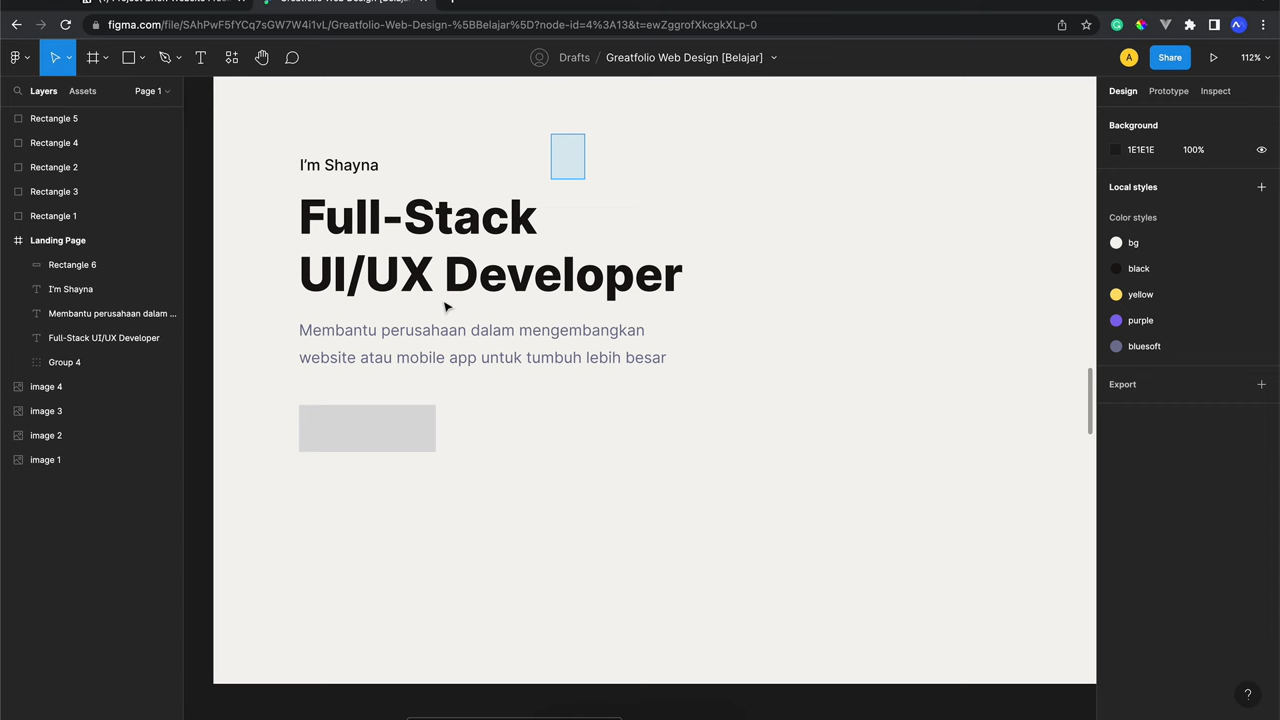 figma.com/file/SAhPwF5fYCq7sGW7W4i1vL/Greatfolio-Web-Design-%5BBelajar%5D?node-id=4%3A13&t=ewZggrofXkcgkXLp-0
Drafts / Greatfolio Web Design [Belajar]
A
Share
112%
Layers
Assets
Page 1
Rectangle 5
Rectangle 4
Rectangle 2
Rectangle 3
Rectangle 1
Landing Page
Rectangle 6
I'm Shayna
Membantu perusahaan dalam ...
Full-Stack UI/UX Developer
Group 4
image 4
image 3
image 2
image 1
I'm Shayna
Full-Stack
UI/UX Developer
Membantu perusahaan dalam mengembangkan
website atau mobile app untuk tumbuh lebih besar
Design
Prototype
Inspect
Background
1E1E1E
100%
Local styles
Color styles
bg
black
yellow
purple
bluesoft
Export
?